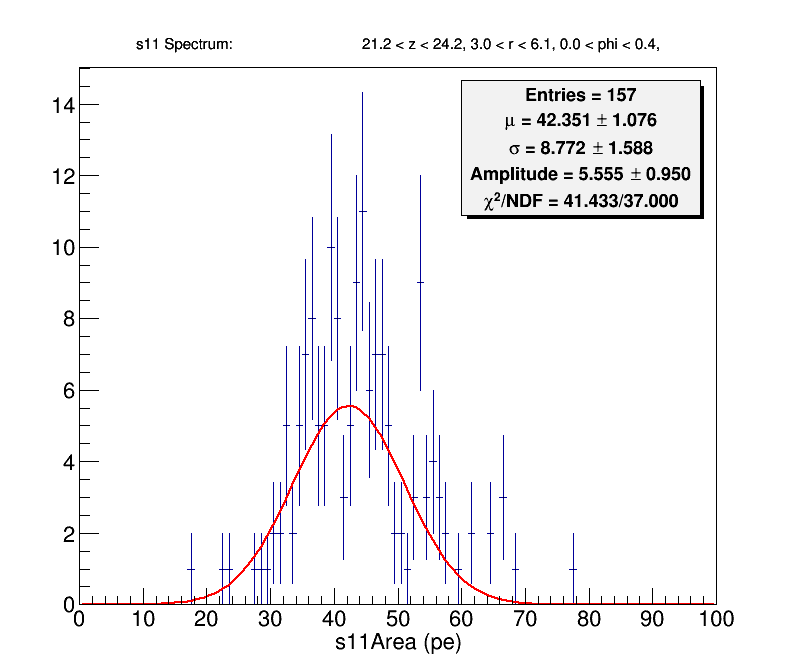 s11 Spectrum: 21.2 < z < 24.2, 3.0 < r < 6.1, 0.0 < phi < 0.4,
Entries = 157
μ = 42.351 ± 1.076
σ = 8.772 ± 1.588
Amplitude = 5.555 ± 0.950
χ²/NDF = 41.433/37.000
14
12
10
8
6
4
2
0
0 10 20 30 40 50 60 70 80 90 100
s11Area (pe)